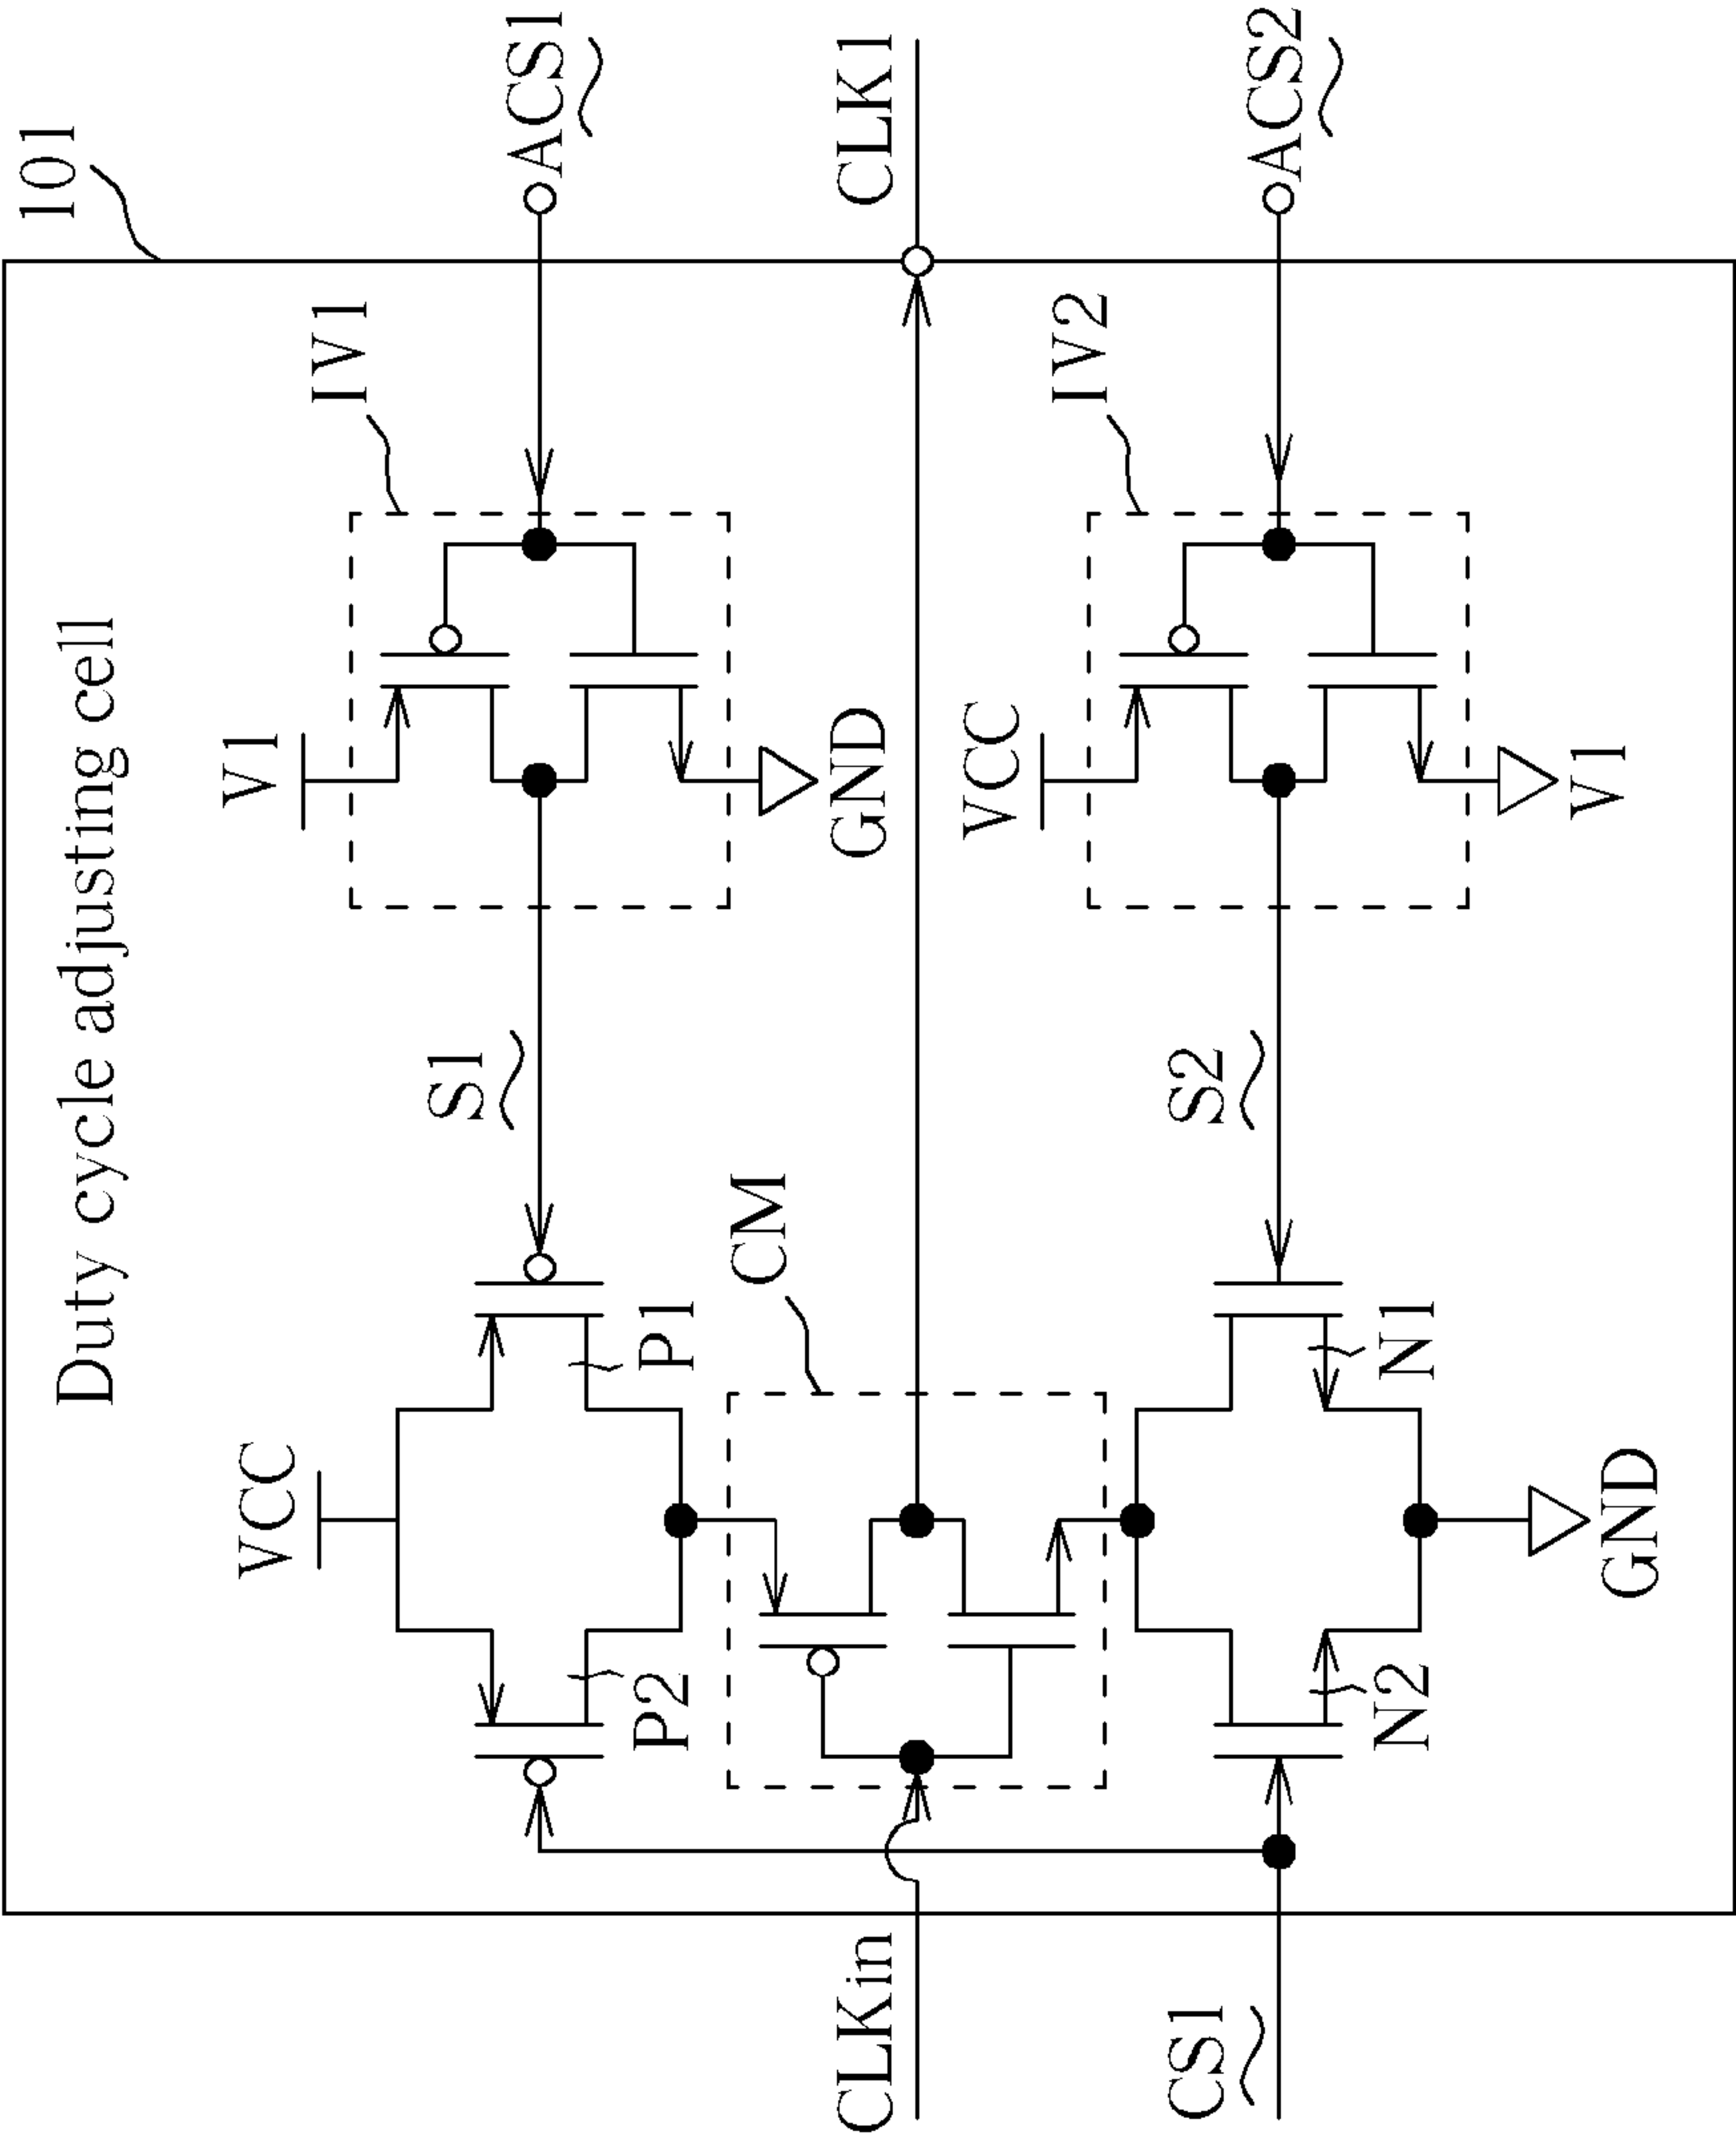 Duty cycle adjusting cell
101
VCC
V1
P2
P1
S1
IV1
ACS1
GND
CM
CLKin
CLK1
VCC
IV2
CS1
N2
N1
S2
ACS2
GND
V1